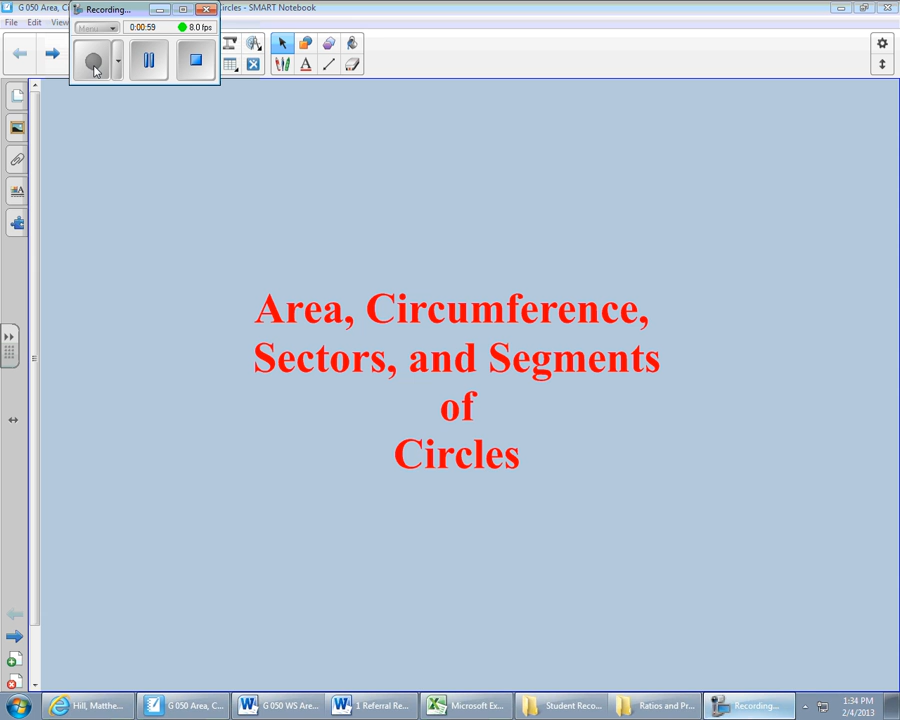 G 050 Area, Ci
Circles - SMART Notebook
Recording...
File Edit View
Menu
0:00:59
8.0 fps
Area, Circumference,
Sectors, and Segments
of
Circles
Hill, Matthe...
G 050 Area, C...
G 050 WS Are...
1 Referral Re...
Microsoft Ex...
Student Reco...
Ratios and Pr...
Recording...
1:34 PM
2/4/2013